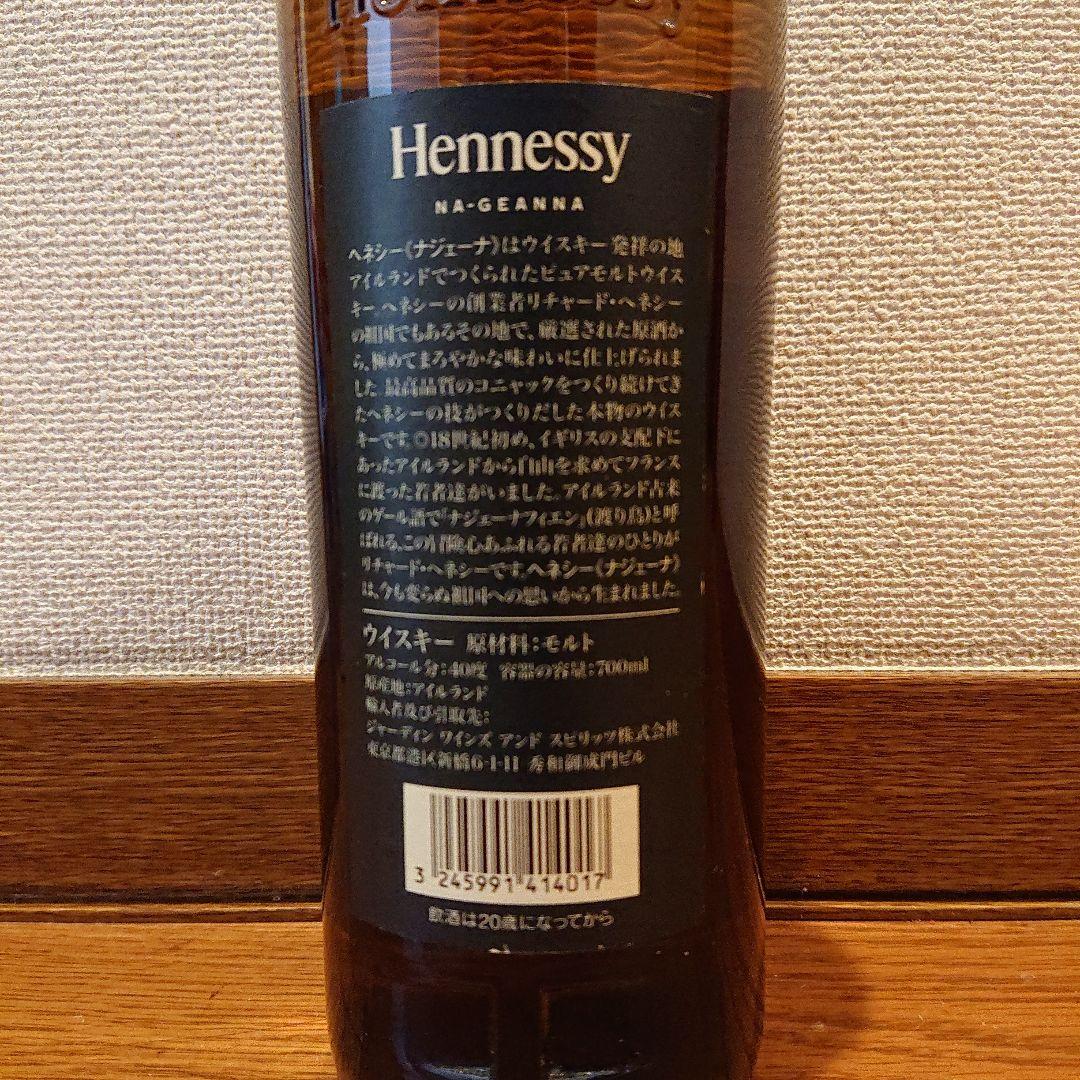 Hennessy
NA-GEANNA
ヘネシー《ナジェーナ》はウイスキー発祥の地
アイルランドでつくられたピュアモルトウイス
キー。ヘネシーの創業者リチャード・ヘネシー
の祖国でもあるその地で、厳選された原酒か
ら、極めてまろやかな味わいに仕上げられま
した。最高品質のコニャックをつくり続けてき
たヘネシーの技がつくりだした本物のウイス
キーです。◎18世紀初め、イギリスの支配下に
あったアイルランドから自由を求めてフランス
に渡った若者達がいました。アイルランド古来
のゲール語で「ナジェーナフィエン」(渡り鳥)と呼
ばれる、この冒険心あふれる若者達のひとりが
リチャード・ヘネシーです。ヘネシー《ナジェーナ》
は、今も変らぬ祖国への思いから生まれました。
ウイスキー 原材料:モルト
アルコール分:40度 容器の容量:700ml
原産地:アイルランド
輸入者及び引取先:
ジャーディン ワインズ アンド スピリッツ株式会社
東京都港区新橋6-1-11 秀和御成門ビル
3 245991 414017
飲酒は20歳になってから